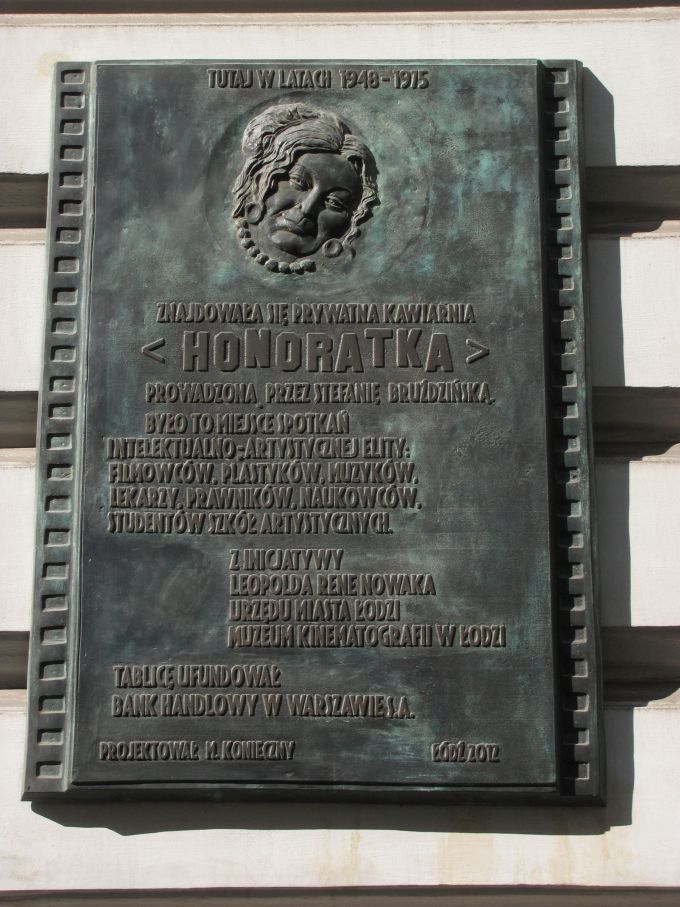 TUTAJ W LATACH 1948-1975
ZNAJDOWAŁA SIĘ PRYWATNA KAWIARNIA
< HONORATKA >
PROWADZONA PRZEZ STEFANIĘ BRUŹDZIŃSKĄ.
BYŁO TO MIEJSCE SPOTKAŃ
INTELEKTUALNO-ARTYSTYCZNEJ ELITY:
FILMOWCÓW, PLASTYKÓW, MUZYKÓW,
LEKARZY, PRAWNIKÓW, NAUKOWCÓW,
STUDENTÓW SZKÓŁ ARTYSTYCZNYCH.
Z INICJATYWY
LEOPOLDA RENE NOWAKA
URZĘDU MIASTA ŁODZI
MUZEUM KINEMATOGRAFII W ŁODZI
TABLICĘ UFUNDOWAŁ
BANK HANDLOWY W WARSZAWIE S.A.
PROJEKTOWAŁ M. KONIECZNY ŁÓDŹ 2012